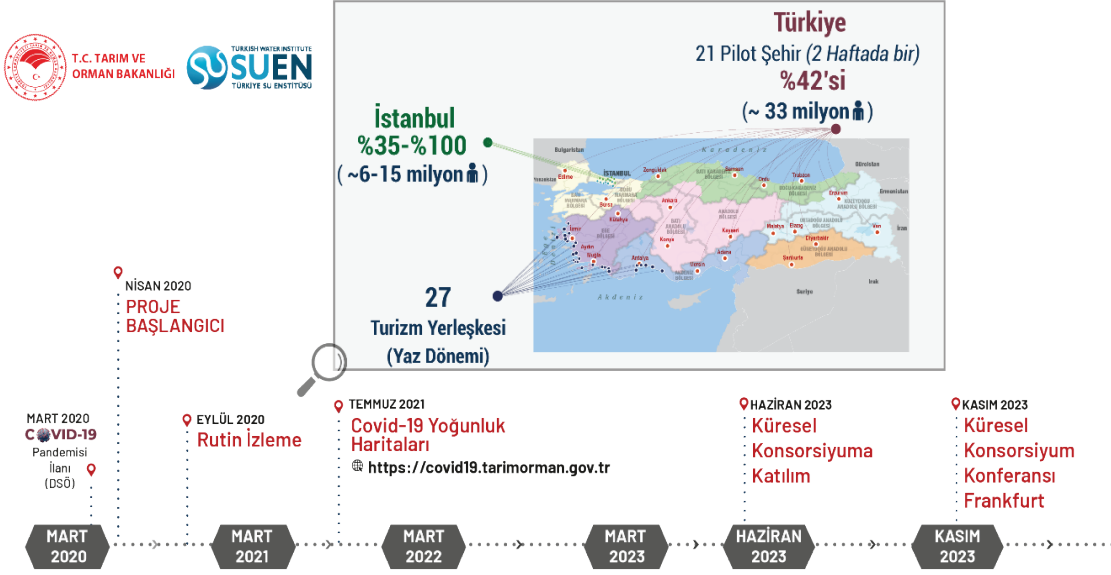 T.C. TARIM VE
ORMAN BAKANLIĞI
TURKISH WATER INSTITUTE
SUEN
TÜRKİYE SU ENSTİTÜSÜ
Türkiye
21 Pilot Şehir (2 Haftada bir)
%42'si
(~ 33 milyon)
İstanbul
%35-%100
(~6-15 milyon)
27
Turizm Yerleşkesi
(Yaz Dönemi)
Bulgaristan
Karadeniz
Gürcistan
Ermenistan
İran
Irak
Suriye
Akdeniz
Edirne
İSTANBUL
Zonguldak
Samsun
Ordu
Trabzon
Erzurum
Bursa
Ankara
Kütahya
İzmir
Aydın
Muğla
Antalya
Konya
Kayseri
Mersin
Adana
Malatya
Elazığ
Diyarbakır
Van
Şanlıurfa
NİSAN 2020
PROJE
BAŞLANGICI
MART 2020
COVID-19
Pandemisi
İlanı
(DSÖ)
EYLÜL 2020
Rutin İzleme
TEMMUZ 2021
Covid-19 Yoğunluk
Haritaları
https://covid19.tarimorman.gov.tr
HAZİRAN 2023
Küresel
Konsorsiyuma
Katılım
KASIM 2023
Küresel
Konsorsiyum
Konferansı
Frankfurt
MART
2020
MART
2021
MART
2022
MART
2023
HAZİRAN
2023
KASIM
2023